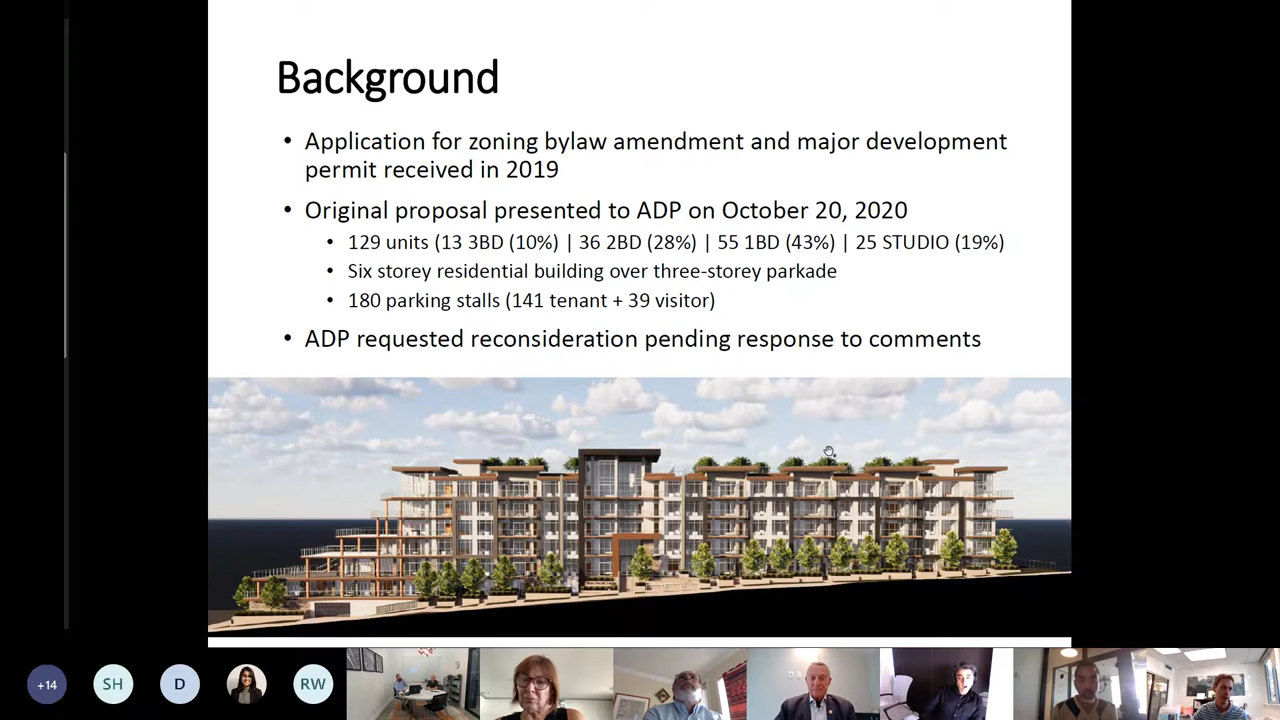 Background
• Application for zoning bylaw amendment and major development
permit received in 2019
• Original proposal presented to ADP on October 20, 2020
• 129 units (13 3BD (10%) | 36 2BD (28%) | 55 1BD (43%) | 25 STUDIO (19%)
• Six storey residential building over three-storey parkade
• 180 parking stalls (141 tenant + 39 visitor)
• ADP requested reconsideration pending response to comments
+14
SH
D
RW